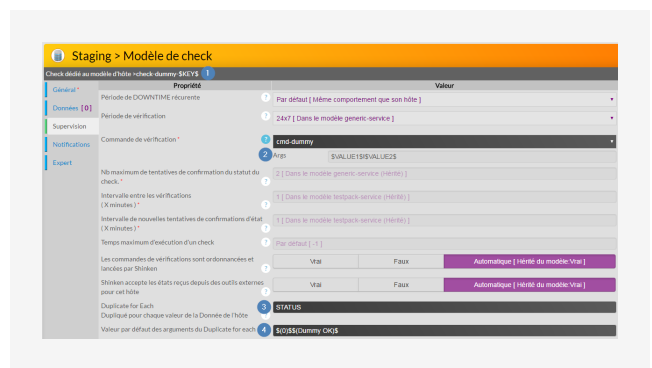 Staging > Modèle de check
Check dédié au modèle d'hôte >check-dummy-$KEY$ 1
Propriété Valeur
Général *
Données [ 0 ]
Supervision
Notifications
Expert
Période de DOWNTIME récurente ? Par défaut [ Même comportement que son hôte ]
Période de vérification ? 24x7 [ Dans le modèle generic-service ]
Commande de vérification * ? cmd-dummy
2 Args $VALUE1$!$VALUE2$
Nb maximum de tentatives de confirmation du statut du
check. * ? 2 [ Dans le modèle generic-service (Hérité) ]
Intervalle entre les vérifications
( X minutes ) * ? 1 [ Dans le modèle testpack-service (Hérité) ]
Intervalle de nouvelles tentatives de confirmations d'état
( X minutes ) * ? 1 [ Dans le modèle testpack-service (Hérité) ]
Temps maximum d'exécution d'un check ? Par défaut [ -1 ]
Les commandes de vérifications sont ordonnancées et
lancées par Shinken ? Vrai Faux Automatique [ Hérité du modèle:Vrai ]
Shinken accepte les états reçus depuis des outils externes
pour cet hôte ? Vrai Faux Automatique [ Hérité du modèle:Vrai ]
Duplicate for Each 3 STATUS
Dupliqué pour chaque valeur de la Donnée de l'hôte ?
Valeur par défaut des arguments du Duplicate for each 4 $(0)$$(Dummy OK)$